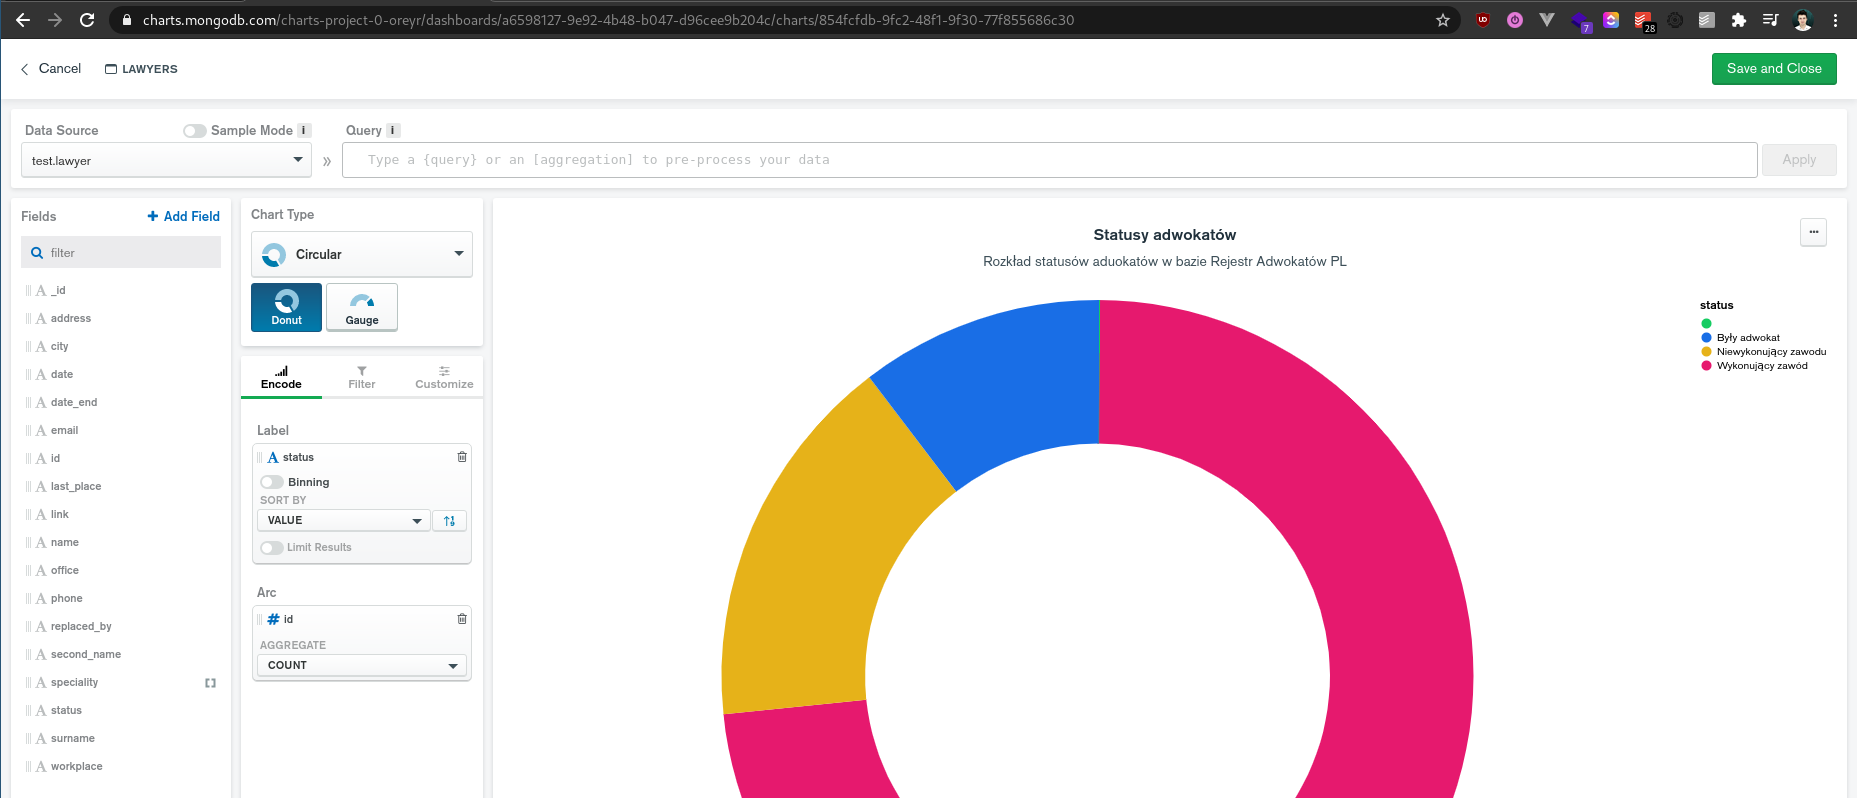 charts.mongodb.com/charts-project-0-oreyr/dashboards/a6598127-9e92-4b48-b047-d96cee9b204c/charts/854fcfdb-9fc2-48f1-9f30-77f855686c30
7
28
Cancel
LAWYERS
Save and Close
Data Source
Sample Mode i
Query i
test.lawyer
»
Type a {query} or an [aggregation] to pre-process your data
Apply
Fields
+ Add Field
filter
A _id
A address
A city
A date
A date_end
A email
A id
A last_place
A link
A name
A office
A phone
A replaced_by
A second_name
A speciality []
A status
A surname
A workplace
Chart Type
Circular
Donut
Gauge
Encode
Filter
Customize
Label
A status
Binning
SORT BY
VALUE
Limit Results
Arc
# id
AGGREGATE
COUNT
Statusy adwokatów
...
Rozkład statusów aduokatów w bazie Rejestr Adwokatów PL
status
Były adwokat
Niewykonujący zawodu
Wykonujący zawód